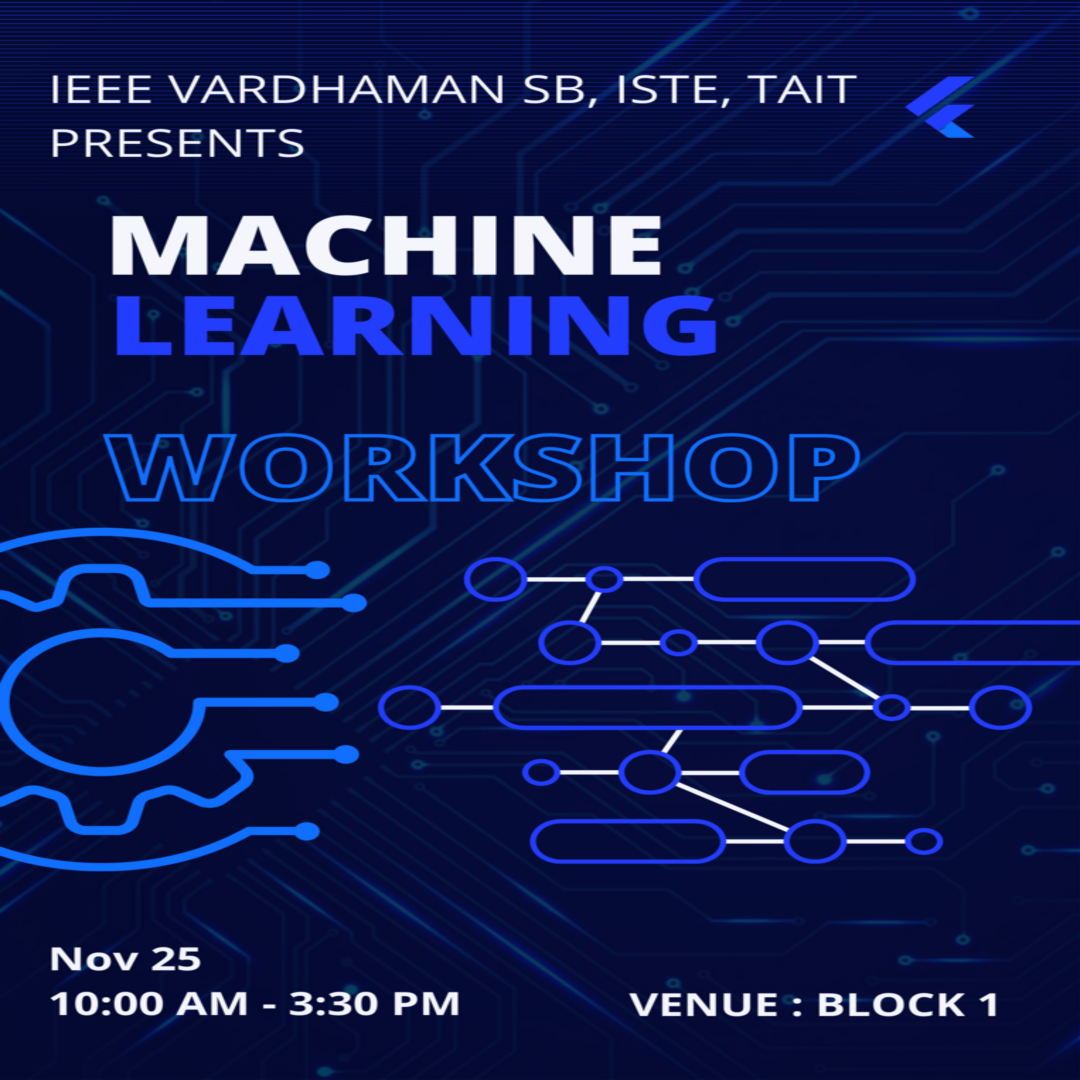 IEEE VARDHAMAN SB, ISTE, TAIT
PRESENTS
MACHINE
LEARNING
WORKSHOP
Nov 25
10:00 AM - 3:30 PM
VENUE : BLOCK 1